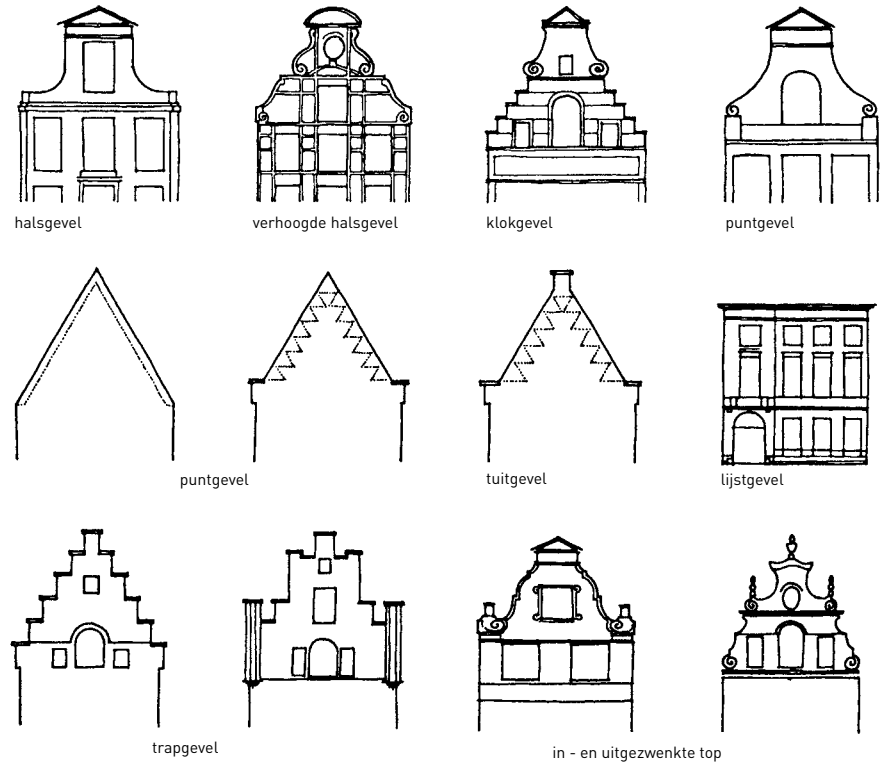 halsgevel
verhoogde halsgevel
klokgevel
puntgevel
puntgevel
tuitgevel
lijstgevel
trapgevel
in - en uitgezwenkte top